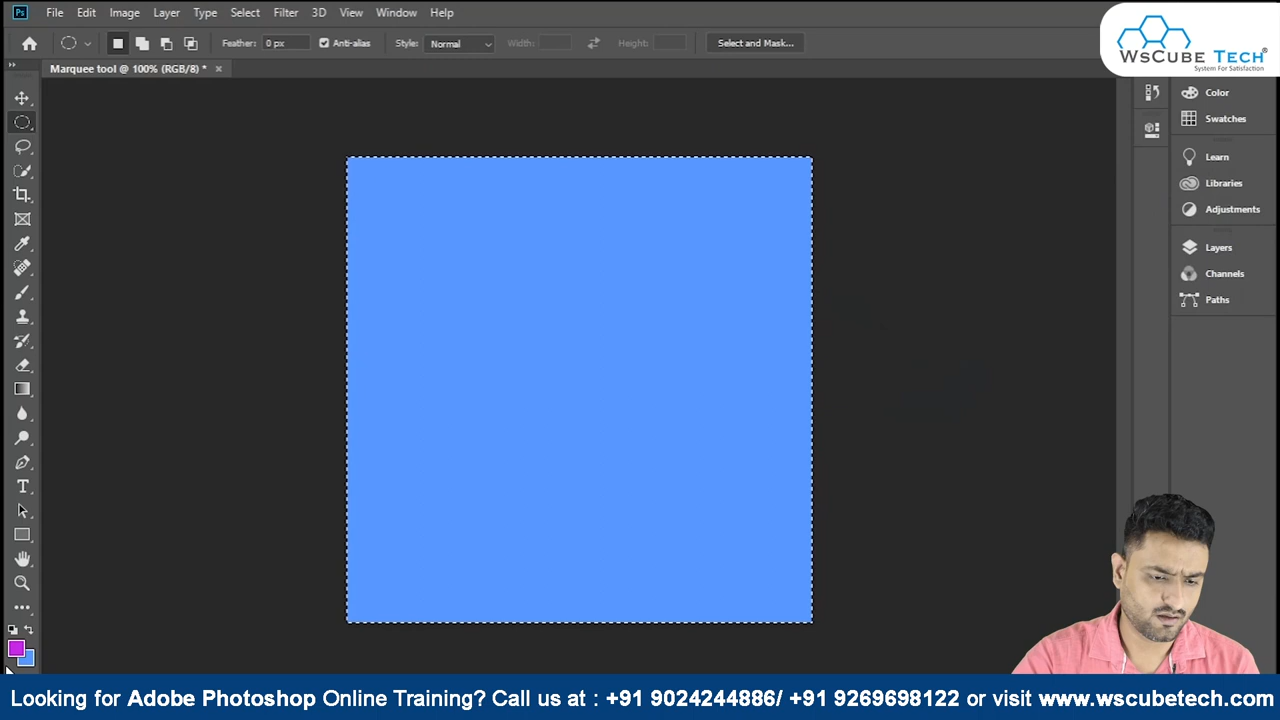 Ps File Edit Image Layer Type Select Filter 3D View Window Help
Feather: 0 px Anti-alias Style: Normal Width: Height: Select and Mask...
WsCube Tech®
System For Satisfaction
Marquee tool @ 100% (RGB/8) * ×
Color
Swatches
Learn
Libraries
Adjustments
Layers
Channels
Paths
Looking for Adobe Photoshop Online Training? Call us at : +91 9024244886/ +91 9269698122 or visit www.wscubetech.com